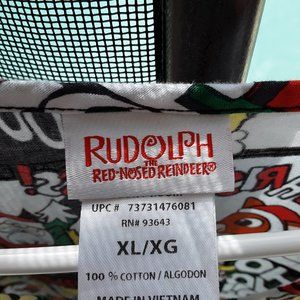 RUDOLPH
THE
RED-NOSED REINDEER®
UPC # 73731476081
RN# 93643
XL/XG
100 % COTTON / ALGODON
MADE IN VIETNAM